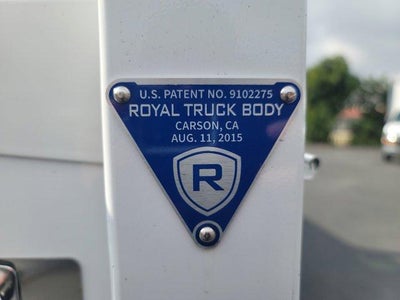 U.S. PATENT NO. 9102275
ROYAL TRUCK BODY
CARSON, CA
AUG. 11, 2015
R